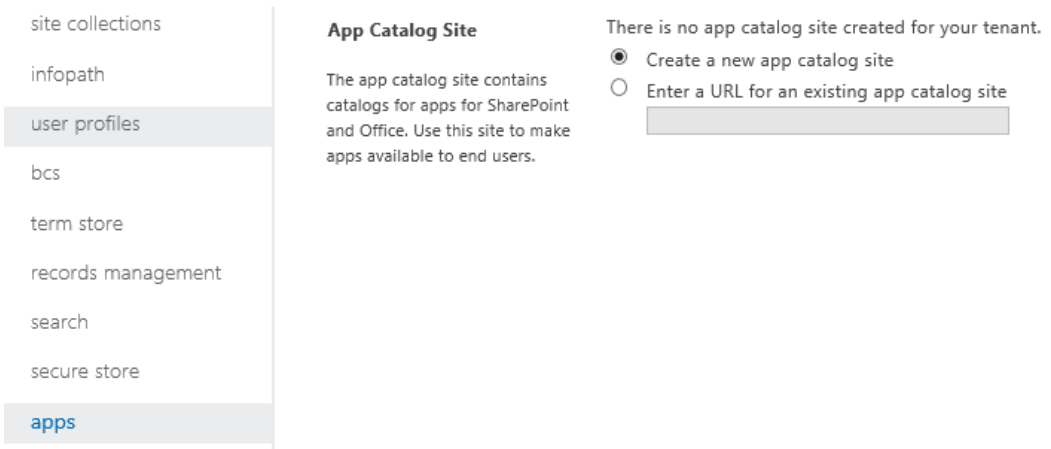 site collections
infopath
user profiles
bcs
term store
records management
search
secure store
apps
App Catalog Site
The app catalog site contains
catalogs for apps for SharePoint
and Office. Use this site to make
apps available to end users.
There is no app catalog site created for your tenant.
Create a new app catalog site
Enter a URL for an existing app catalog site